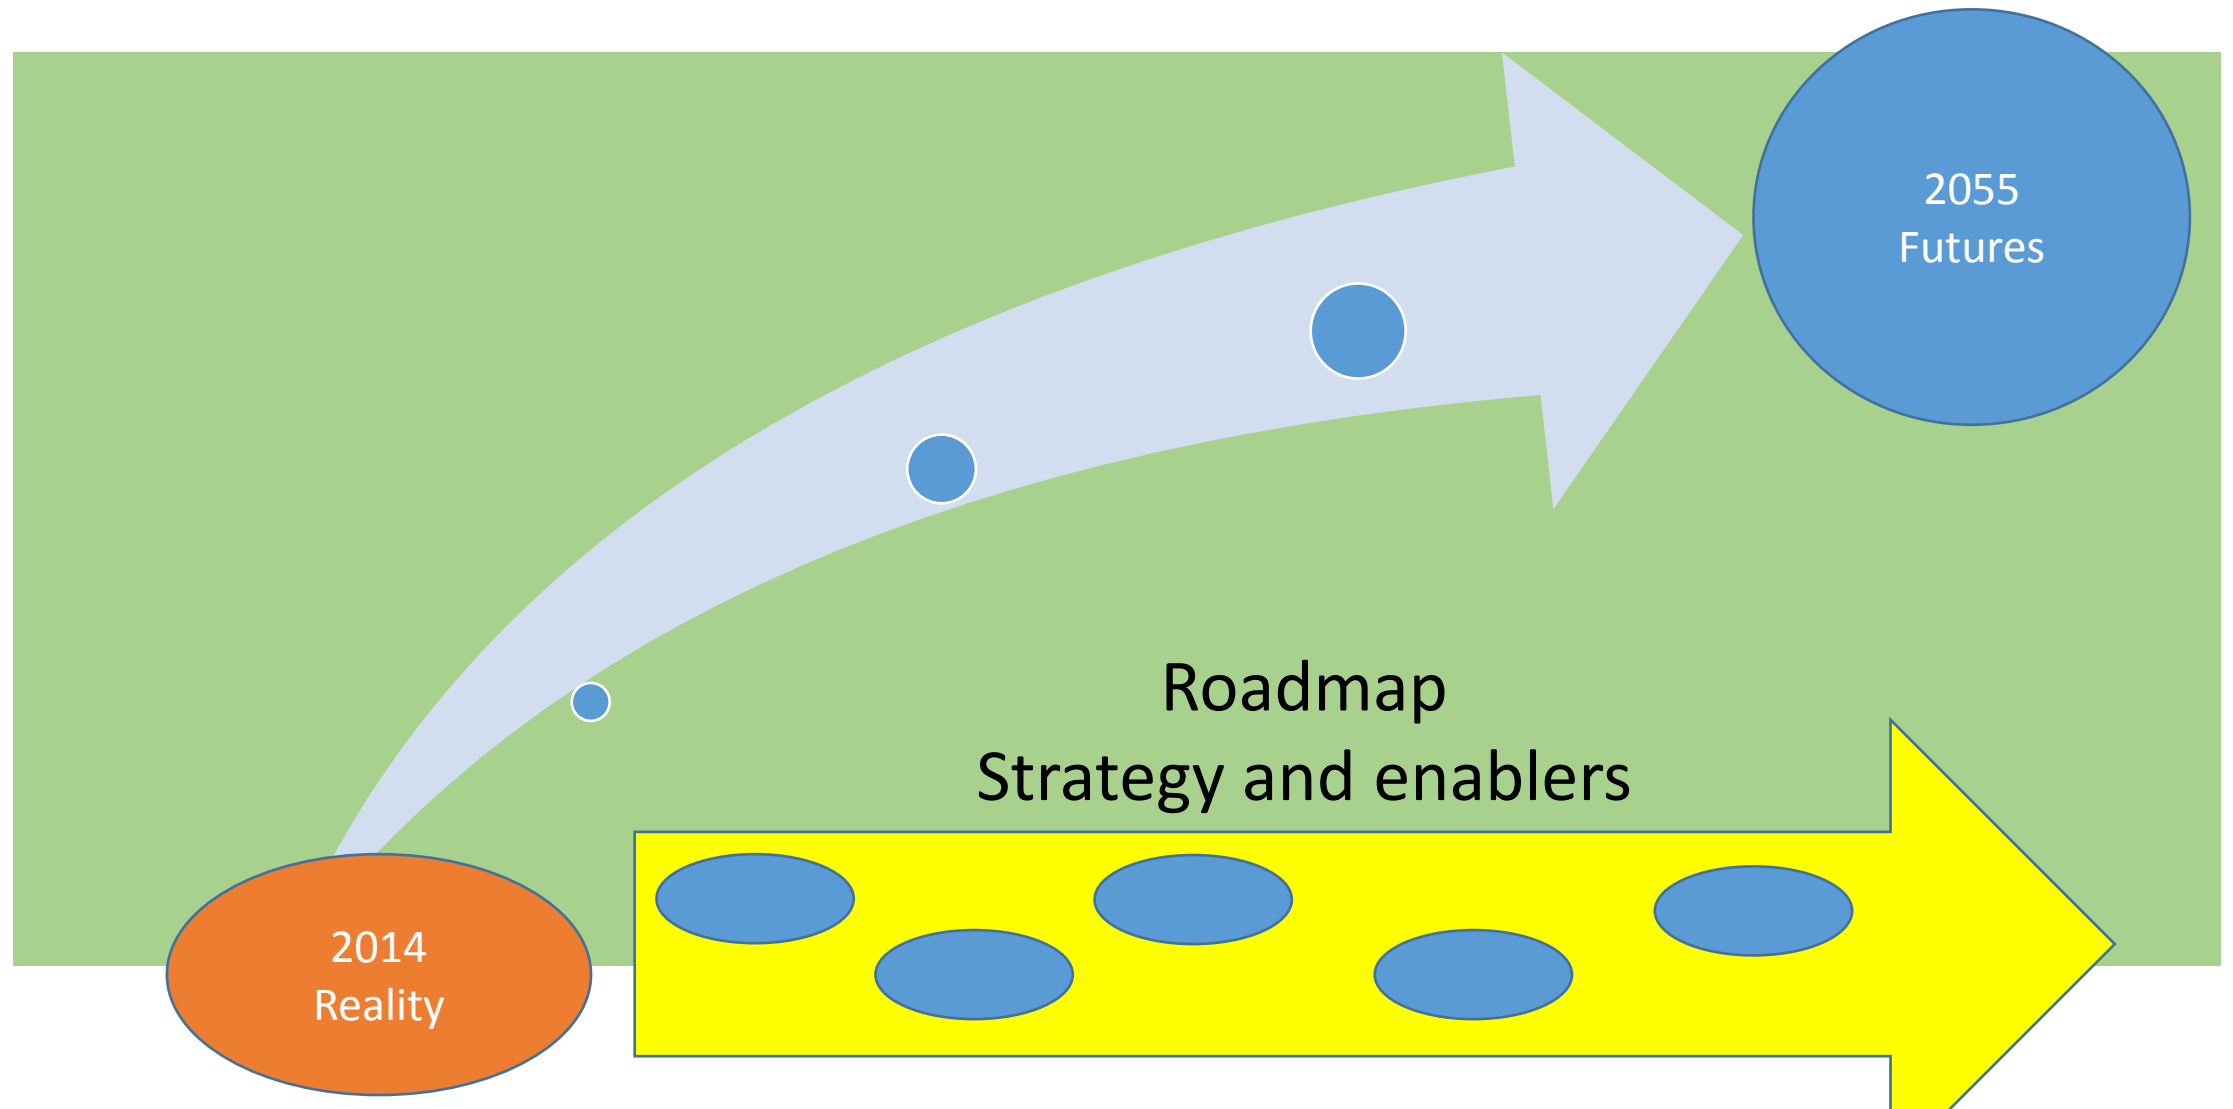 2055
Futures
Roadmap
Strategy and enablers
2014
Reality